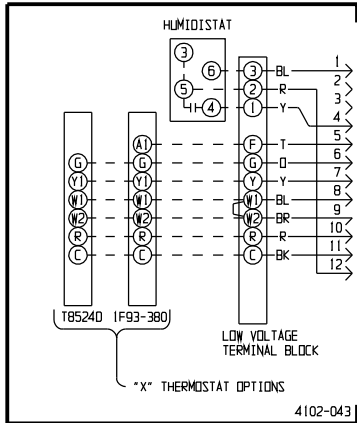 HUMIDISTAT
3
6 3 BL 1
5 2 R 2
4 1 Y 3
4
A1 F T 5
G G G O 6
Y1 Y1 Y Y 7
W1 W1 W1 BL 8
W2 W2 W2 BR 9
R R R R 10
C C C BK 11
12
T8524D 1F93-380
LOW VOLTAGE
TERMINAL BLOCK
"X" THERMOSTAT OPTIONS
4102-043